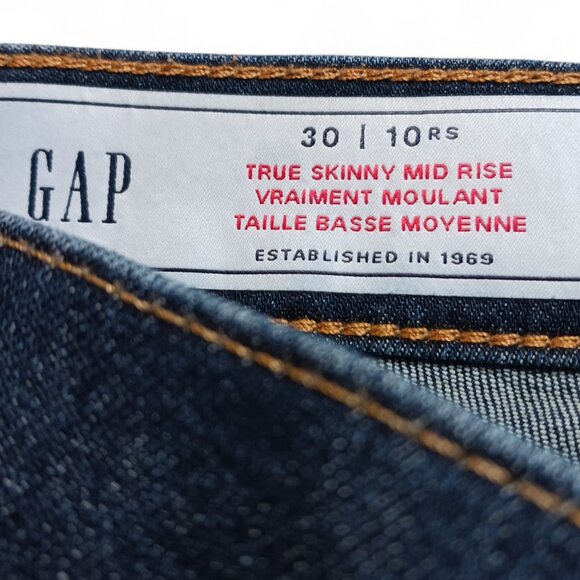 GAP
30 | 10RS
TRUE SKINNY MID RISE
VRAIMENT MOULANT
TAILLE BASSE MOYENNE
ESTABLISHED IN 1969